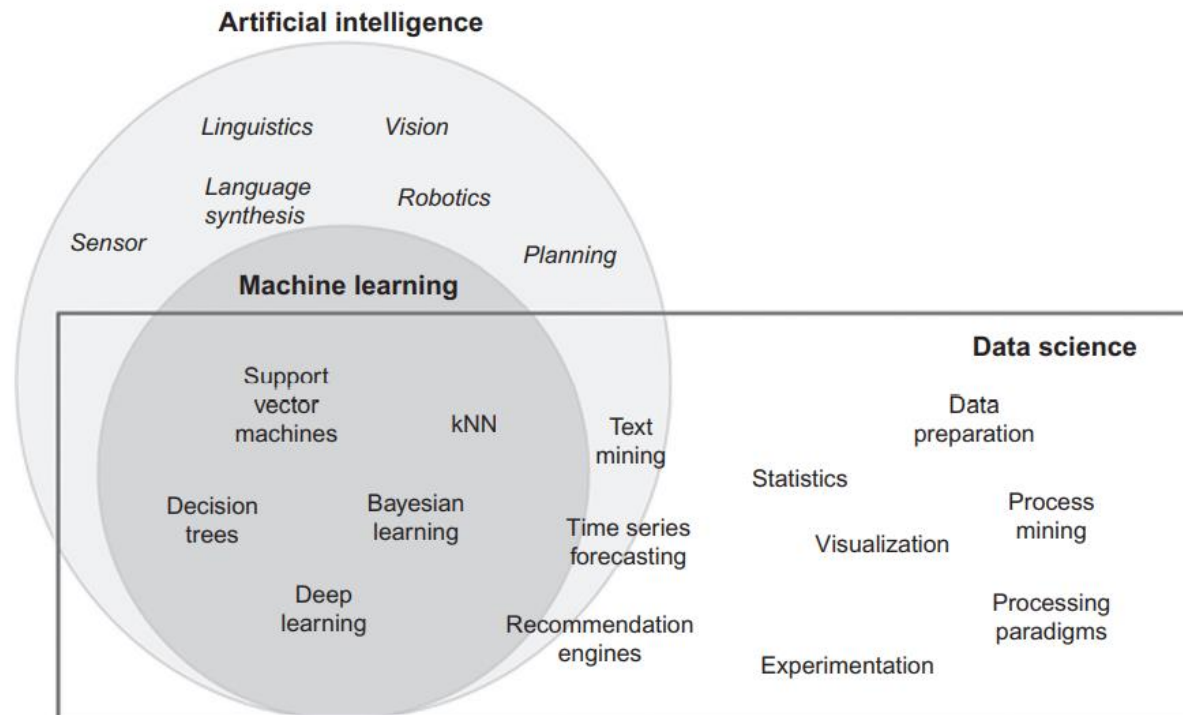 Artificial intelligence
Linguistics
Vision
Language
synthesis
Robotics
Sensor
Planning
Machine learning
Data science
Support
vector
machines
kNN
Text
mining
Data
preparation
Statistics
Decision
trees
Bayesian
learning
Time series
forecasting
Visualization
Process
mining
Deep
learning
Recommendation
engines
Processing
paradigms
Experimentation